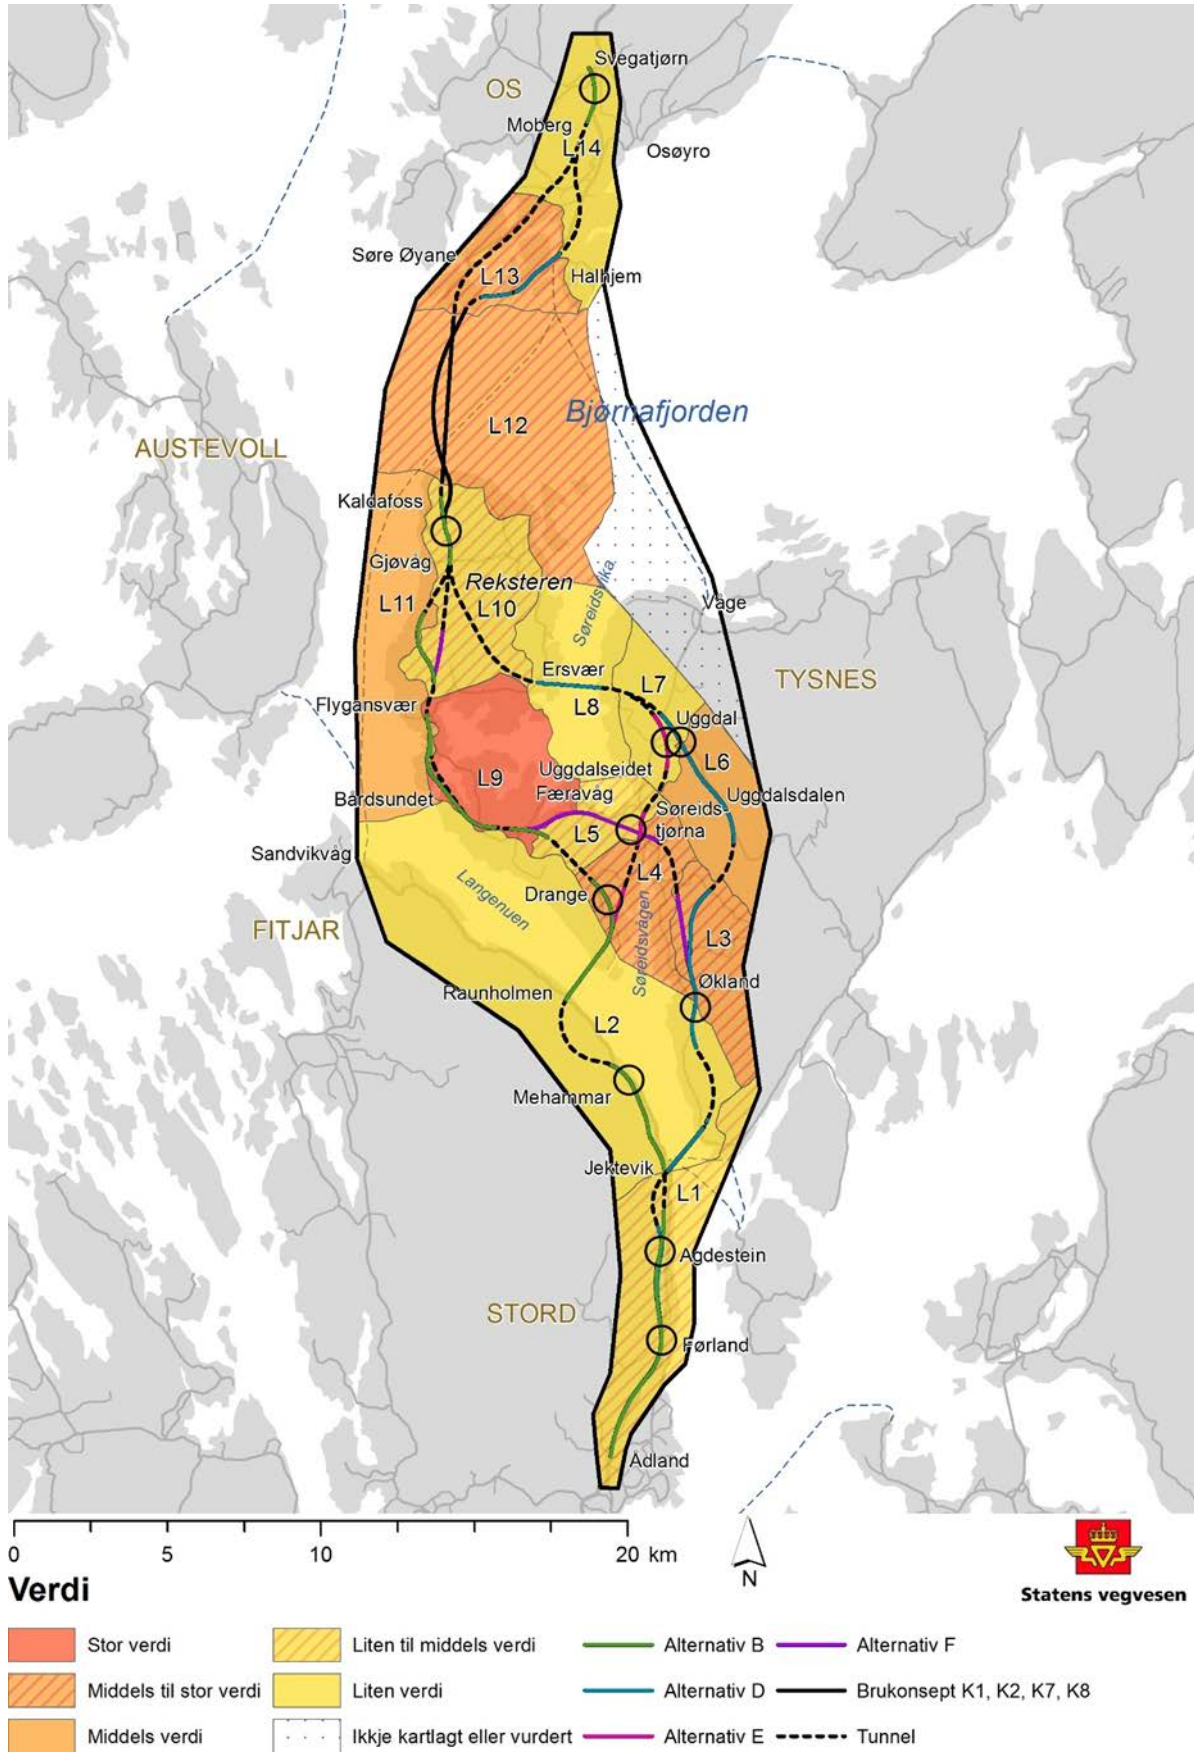 Svegatjørn
OS
Moberg
L14
Osøyro
Søre Øyane
L13
Halhjem
Bjørnafjorden
L12
AUSTEVOLL
Kaldafoss
Gjøvåg
Reksteren
L11
L10
Søreidsvika
Våge
Ersvær
TYSNES
L7
Flygansvær
L8
Uggdal
L6
Uggdalseidet
L9
Færavåg
Uggdalsdalen
Bårdsundet
Søreids-
tjørna
L5
Sandvikvåg
L4
Langenuen
Drange
Søreidsvågen
FITJAR
L3
Økland
Raunholmen
L2
Mehammar
Jektevik
L1
Agdestein
STORD
Førland
Ådland
0 5 10 20 km
N
Statens vegvesen
Verdi
Stor verdi
Middels til stor verdi
Middels verdi
Liten til middels verdi
Liten verdi
Ikkje kartlagt eller vurdert
Alternativ B
Alternativ D
Alternativ E
Alternativ F
Brukonsept K1, K2, K7, K8
Tunnel